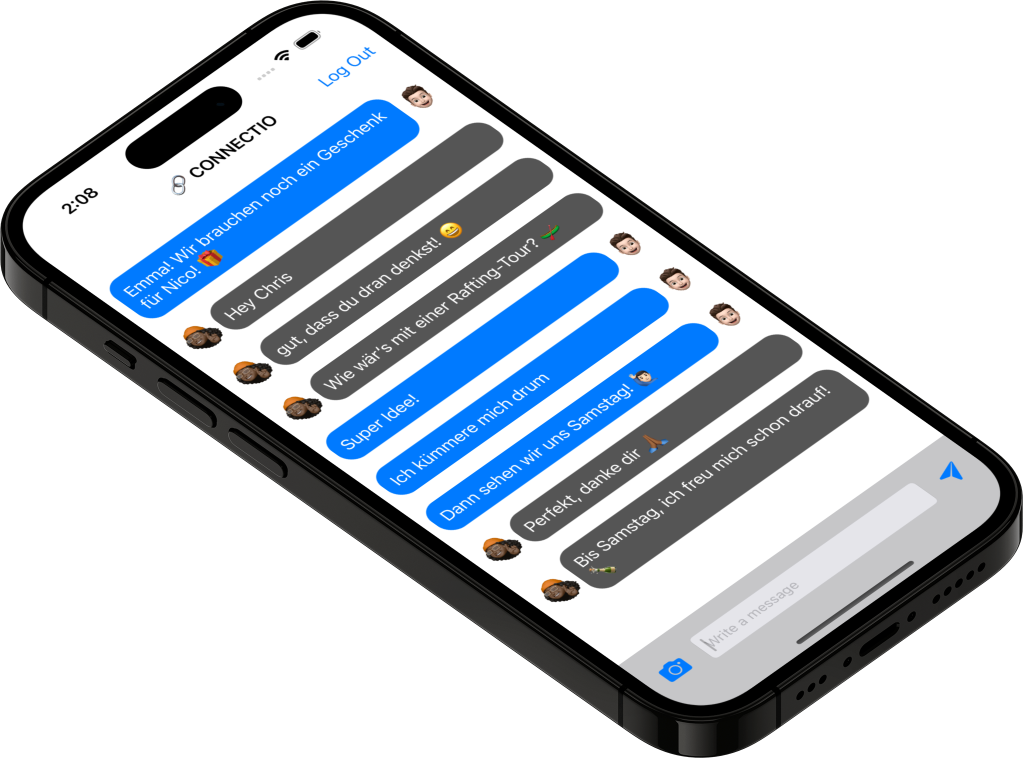 2:08
🔗 CONNECTIO
Log Out
Emma! Wir brauchen noch ein Geschenk
für Nico! 🎁
Hey Chris
gut, dass du dran denkst! 😄
Wie wär's mit einer Rafting-Tour? 🛶
Super Idee!
Ich kümmere mich drum
Dann sehen wir uns Samstag! 🙋🏻‍♂️
Perfekt, danke dir 🙏🏾
Bis Samstag, ich freu mich schon drauf!
🍾
Write a message